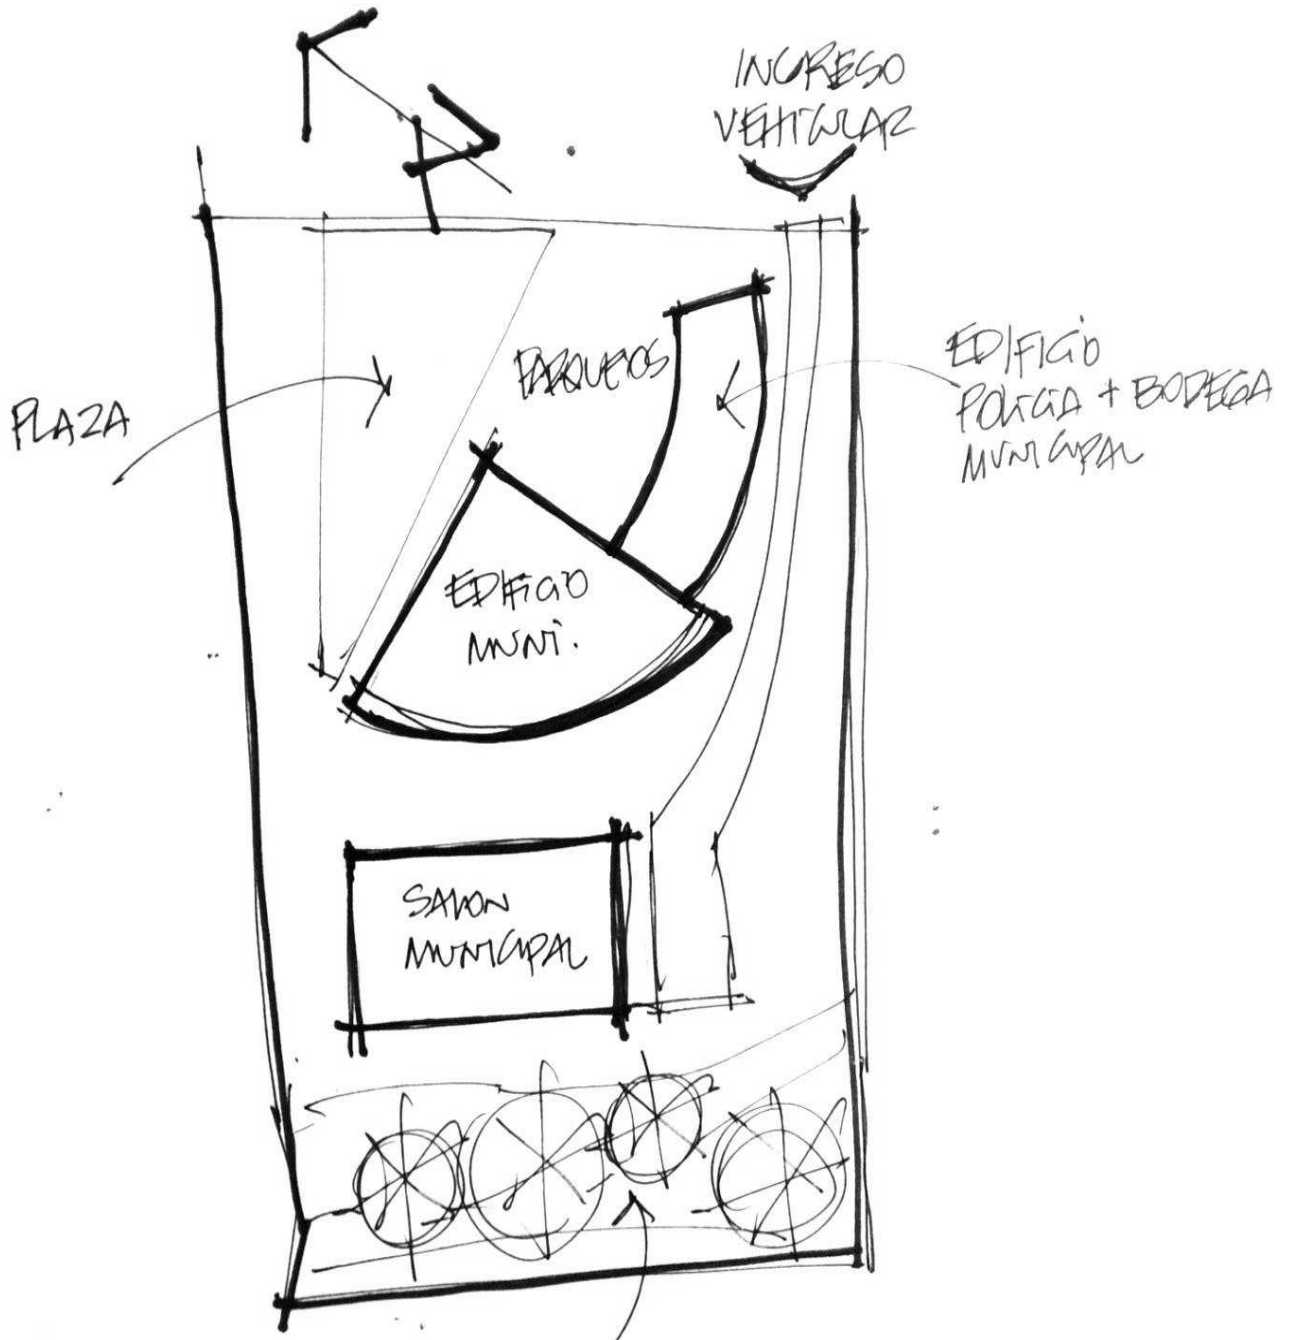 INGRESO
VEHICULAR
PLAZA
PARQUEOS
EDIFICIO
POLICIA + BODEGA
MUNICIPAL
EDIFICIO
MUNI.
SALON
MUNICIPAL